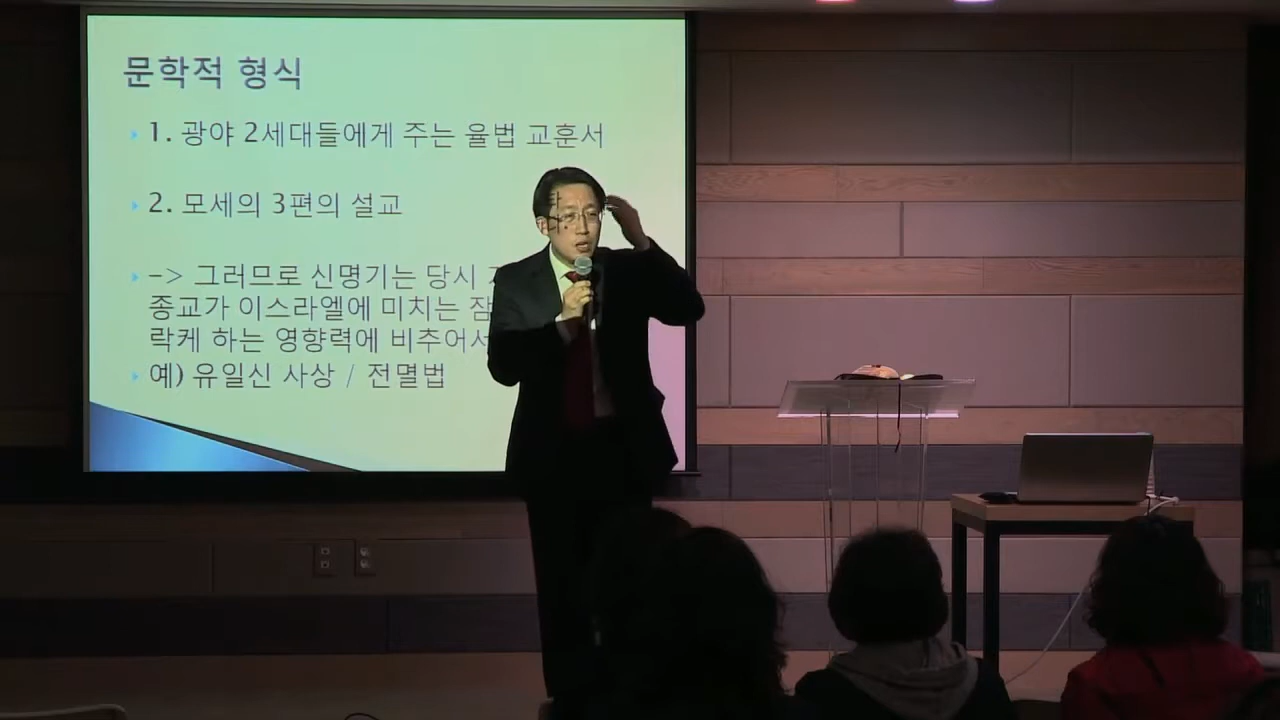 문학적 형식
1. 광야 2세대들에게 주는 율법 교훈서
2. 모세의 3편의 설교
-> 그러므로 신명기는 당시
종교가 이스라엘에 미치는
락케 하는 영향력에 비추어서
예) 유일신 사상 / 전멸법